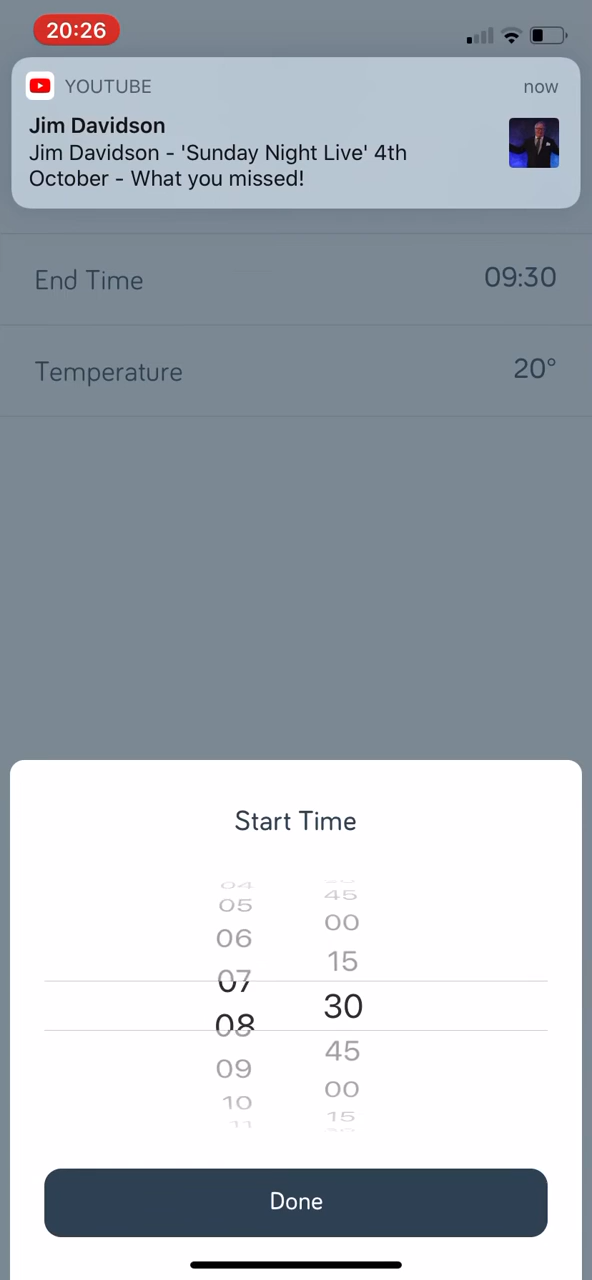 20:26
YOUTUBE now
Jim Davidson
Jim Davidson - 'Sunday Night Live' 4th
October - What you missed!
End Time 09:30
Temperature 20°
Start Time
04
05 45
06 00
07 15
08 30
09 45
10 00
11 15
Done